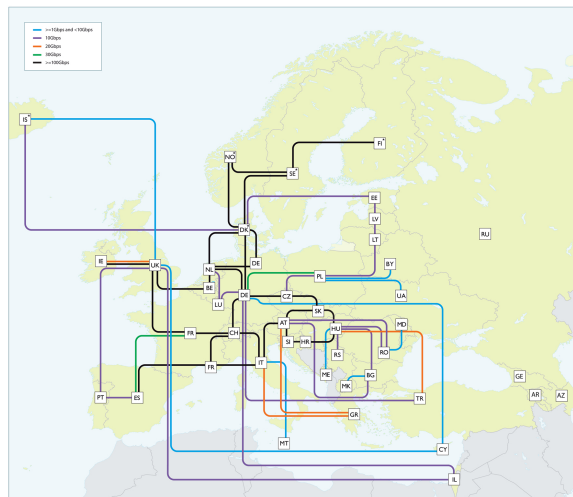 >=1Gbps and <10Gbps
10Gbps
20Gbps
30Gbps
>=100Gbps
IS*
NO*
FI*
SE*
EE
LV
DK*
LT
RU
IE
UK
NL
DE
BY
PL
BE
LU
DE
CZ
UA
SK
AT
HU
MD
FR
CH
SI
HR
RO
RS
IT
FR
ME
BG
GE
MK
PT
ES
TR
AR
AZ
GR
MT
CY
IL